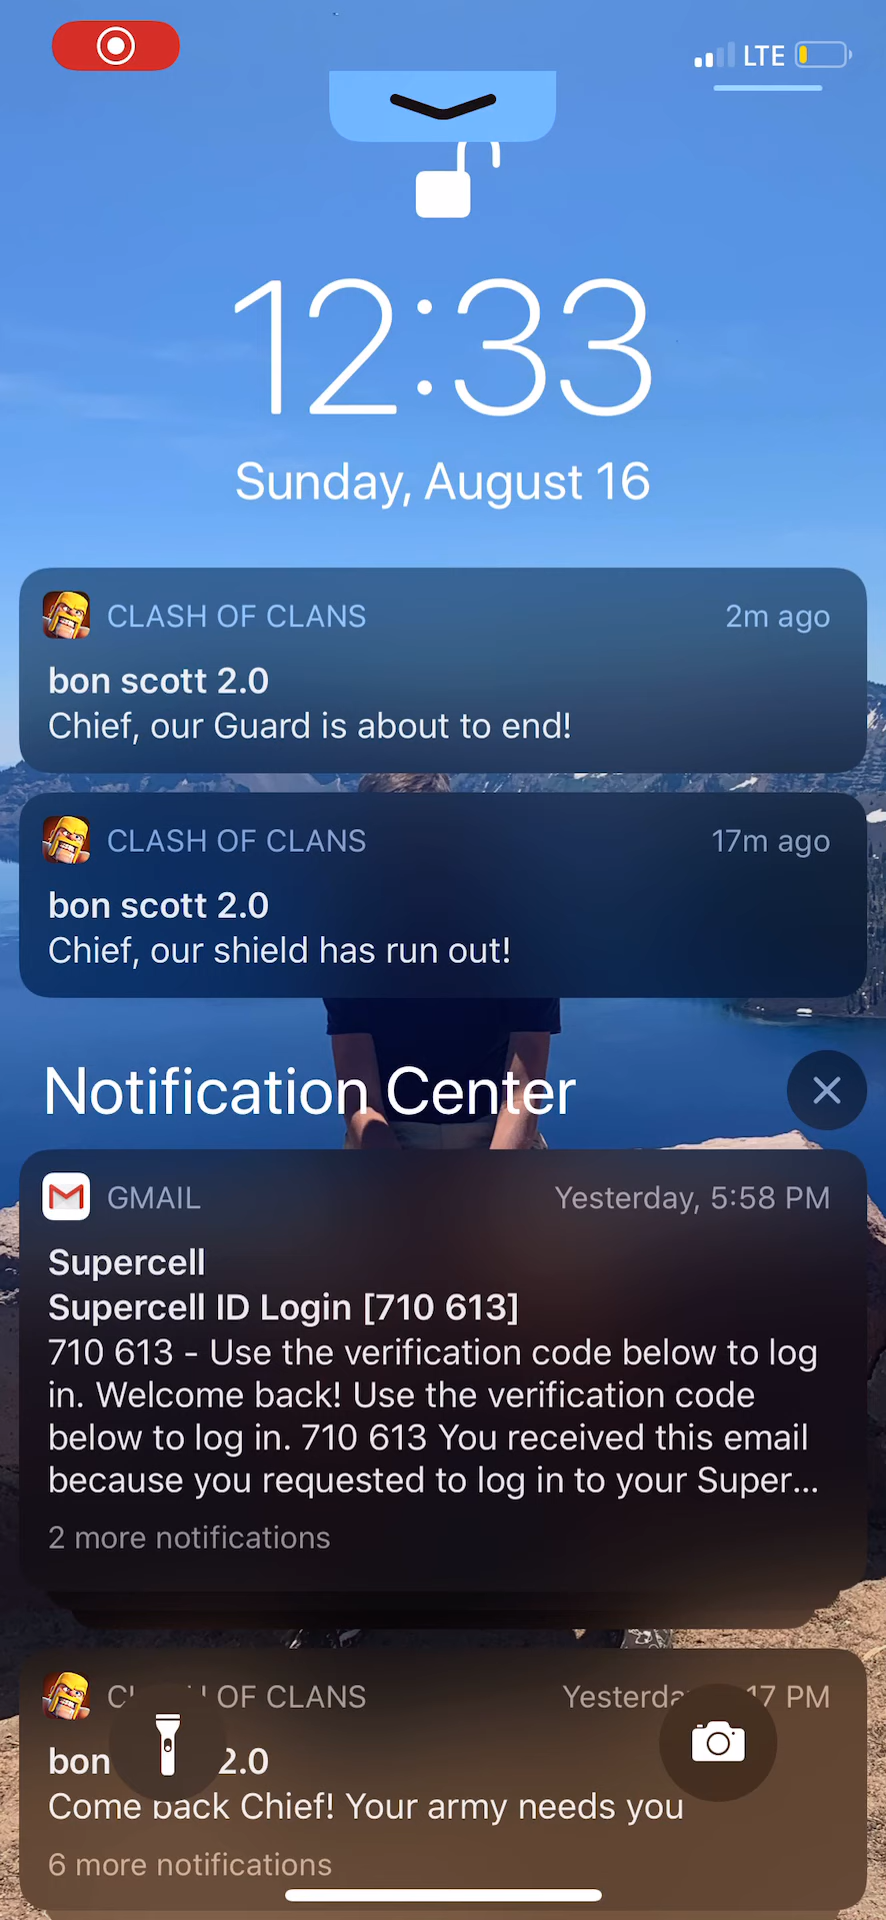 LTE
12:33
Sunday, August 16
CLASH OF CLANS 2m ago
bon scott 2.0
Chief, our Guard is about to end!
CLASH OF CLANS 17m ago
bon scott 2.0
Chief, our shield has run out!
Notification Center
GMAIL Yesterday, 5:58 PM
Supercell
Supercell ID Login [710 613]
710 613 - Use the verification code below to log
in. Welcome back! Use the verification code
below to log in. 710 613 You received this email
because you requested to log in to your Super...
2 more notifications
OF CLANS 17 PM
bon 2.0
Come back Chief! Your army needs you
6 more notifications